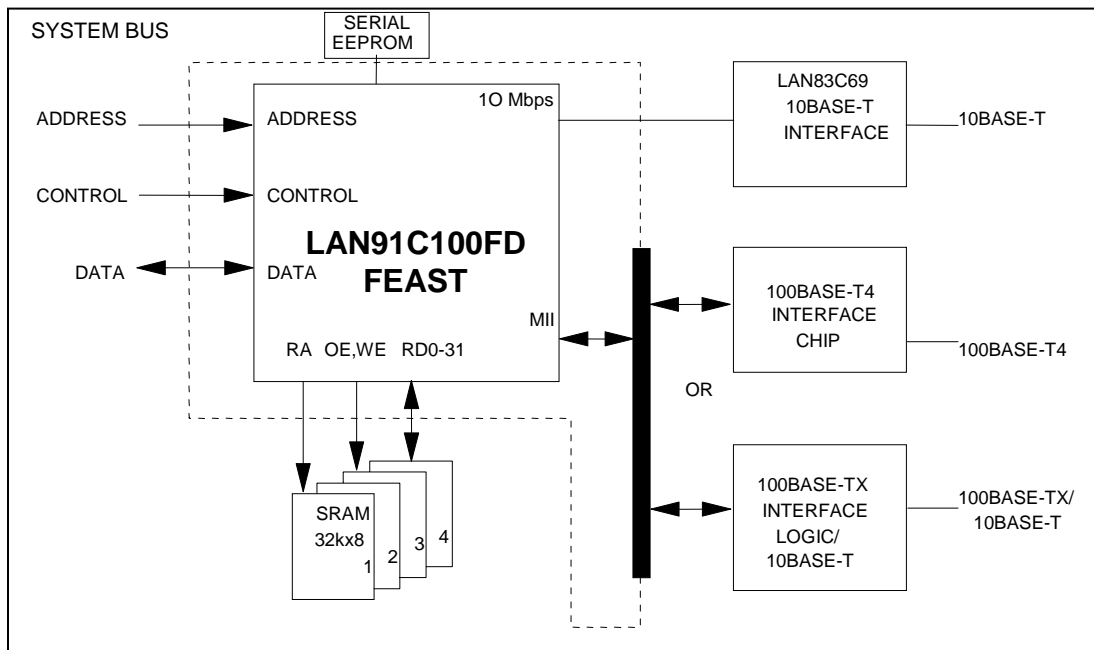 SYSTEM BUS
SERIAL
EEPROM
ADDRESS
CONTROL
DATA
1O Mbps
ADDRESS
CONTROL
LAN91C100FD
FEAST
DATA
MII
RA OE,WE RD0-31
SRAM
32kx8
1
2
3
4
LAN83C69
10BASE-T
INTERFACE
10BASE-T
100BASE-T4
INTERFACE
CHIP
100BASE-T4
OR
100BASE-TX
INTERFACE
LOGIC/
10BASE-T
100BASE-TX/
10BASE-T